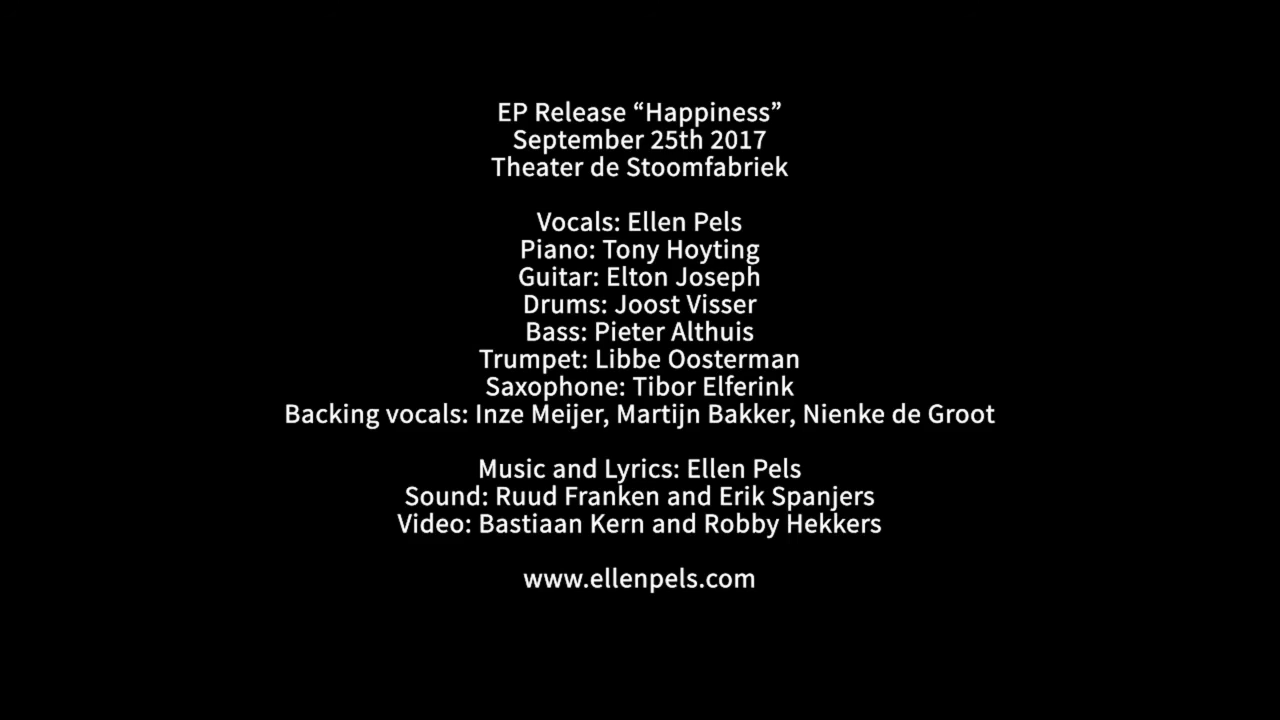 EP Release “Happiness”
September 25th 2017
Theater de Stoomfabriek
Vocals: Ellen Pels
Piano: Tony Hoyting
Guitar: Elton Joseph
Drums: Joost Visser
Bass: Pieter Althuis
Trumpet: Libbe Oosterman
Saxophone: Tibor Elferink
Backing vocals: Inze Meijer, Martijn Bakker, Nienke de Groot
Music and Lyrics: Ellen Pels
Sound: Ruud Franken and Erik Spanjers
Video: Bastiaan Kern and Robby Hekkers
www.ellenpels.com